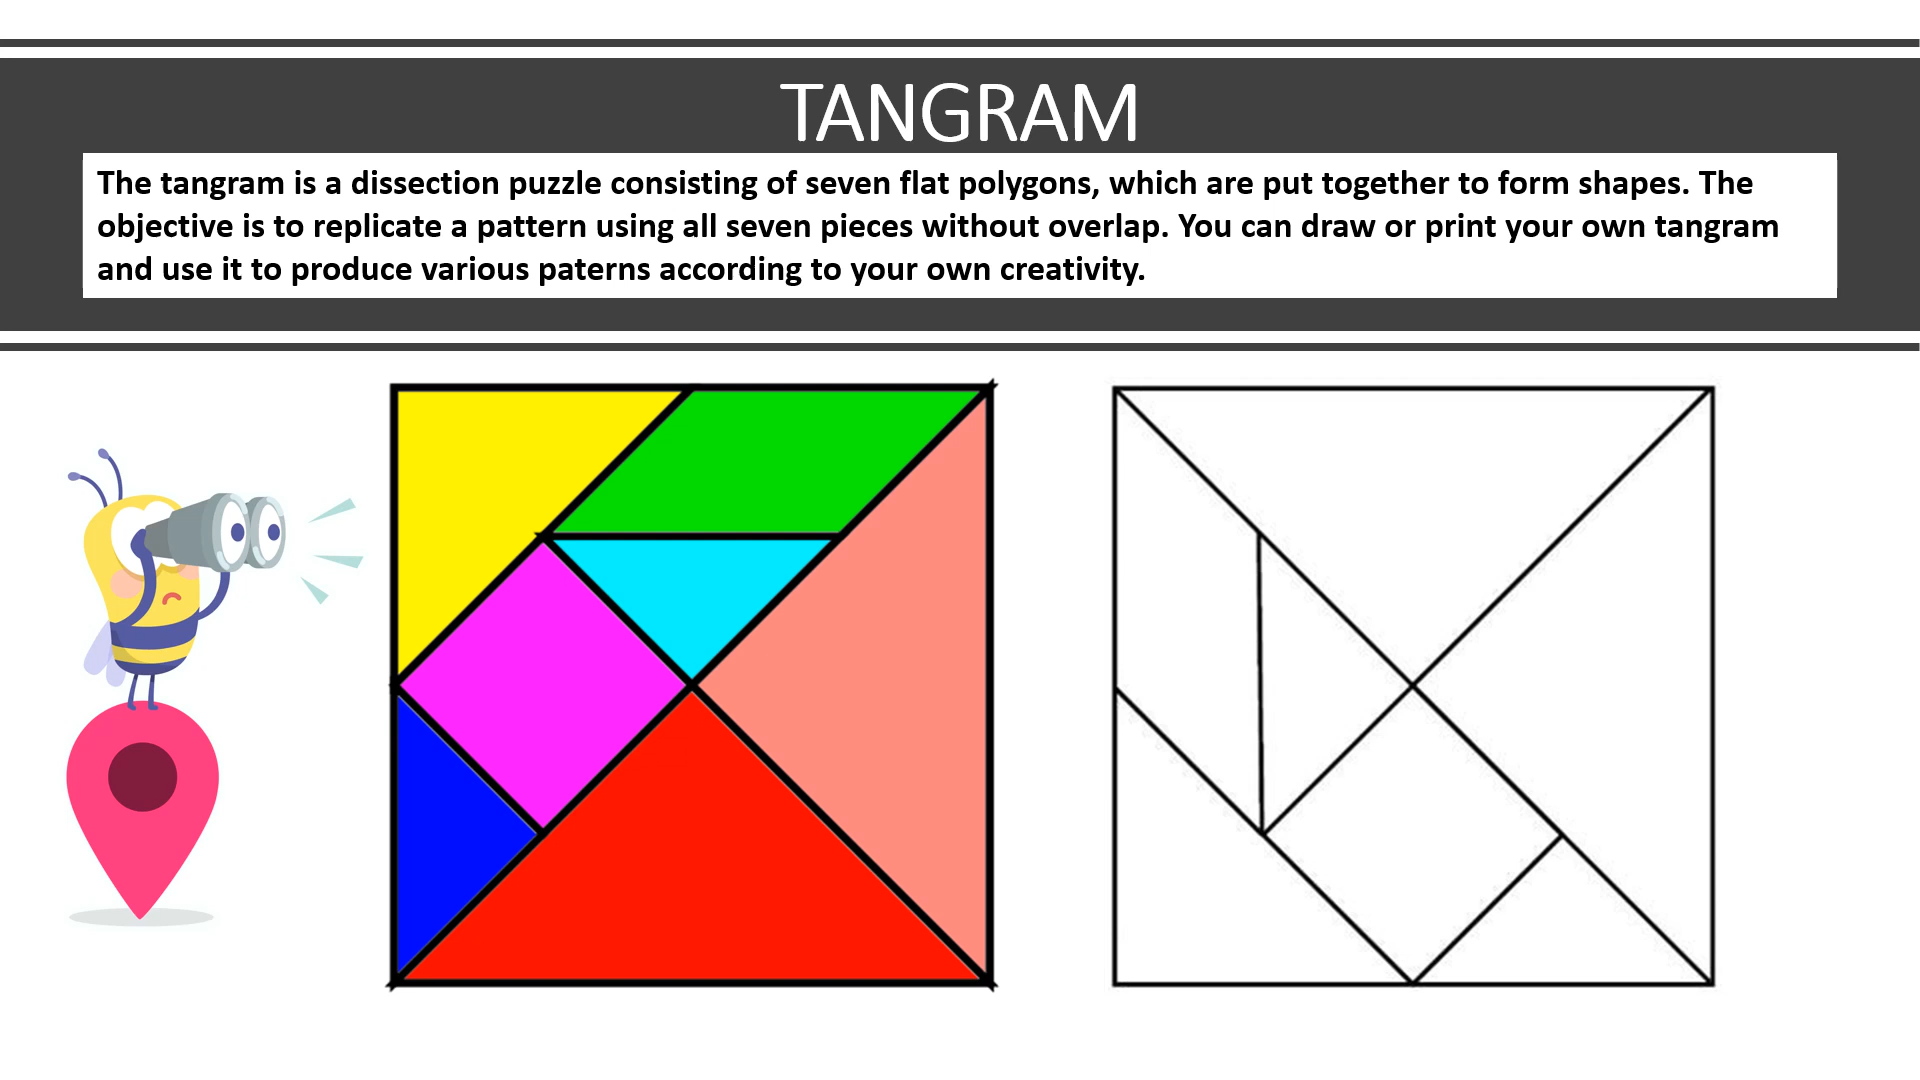 TANGRAM
The tangram is a dissection puzzle consisting of seven flat polygons, which are put together to form shapes. The
objective is to replicate a pattern using all seven pieces without overlap. You can draw or print your own tangram
and use it to produce various paterns according to your own creativity.